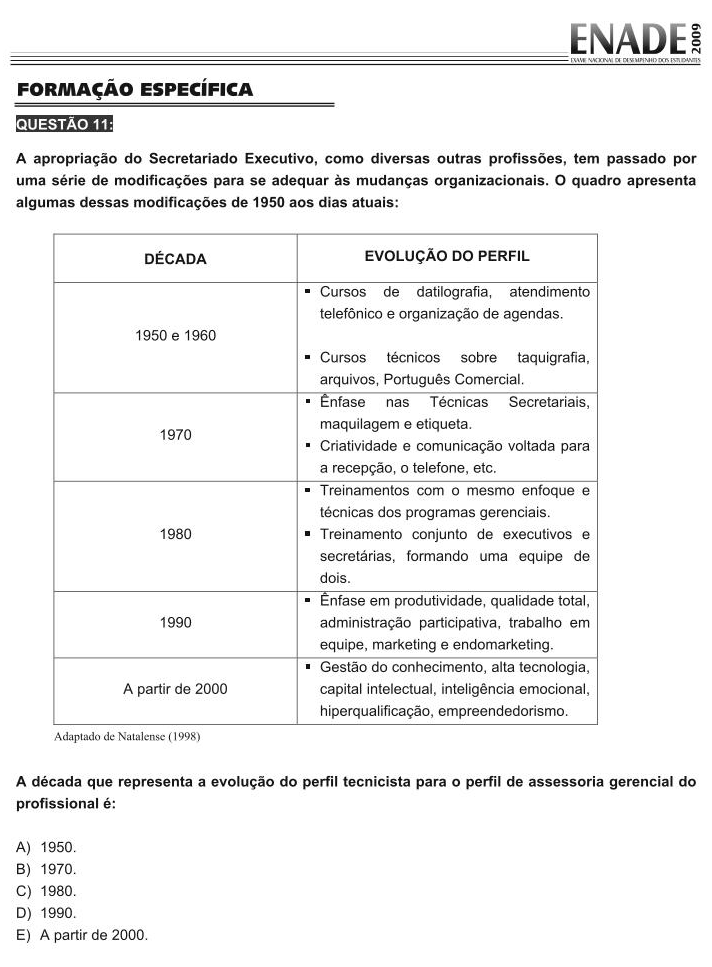 ENADE 2009
EXAME NACIONAL DE DESEMPENHO DOS ESTUDANTES
FORMAÇÃO ESPECÍFICA
QUESTÃO 11:
A apropriação do Secretariado Executivo, como diversas outras profissões, tem passado por
uma série de modificações para se adequar às mudanças organizacionais. O quadro apresenta
algumas dessas modificações de 1950 aos dias atuais:
DÉCADA
EVOLUÇÃO DO PERFIL
1950 e 1960
▪ Cursos de datilografia, atendimento
telefônico e organização de agendas.
▪ Cursos técnicos sobre taquigrafia,
arquivos, Português Comercial.
1970
▪ Ênfase nas Técnicas Secretariais,
maquilagem e etiqueta.
▪ Criatividade e comunicação voltada para
a recepção, o telefone, etc.
1980
▪ Treinamentos com o mesmo enfoque e
técnicas dos programas gerenciais.
▪ Treinamento conjunto de executivos e
secretárias, formando uma equipe de
dois.
1990
▪ Ênfase em produtividade, qualidade total,
administração participativa, trabalho em
equipe, marketing e endomarketing.
A partir de 2000
▪ Gestão do conhecimento, alta tecnologia,
capital intelectual, inteligência emocional,
hiperqualificação, empreendedorismo.
Adaptado de Natalense (1998)
A década que representa a evolução do perfil tecnicista para o perfil de assessoria gerencial do
profissional é:
A) 1950.
B) 1970.
C) 1980.
D) 1990.
E) A partir de 2000.